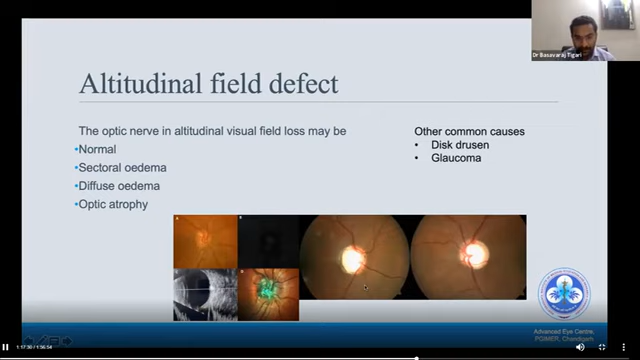 Dr Basavaraj Tigari
Altitudinal field defect
The optic nerve in altitudinal visual field loss may be
•Normal
•Sectoral oedema
•Diffuse oedema
•Optic atrophy
Other common causes
• Disk drusen
• Glaucoma
Advanced Eye Centre,
PGIMER, Chandigarh
1:17:36 / 1:56:54